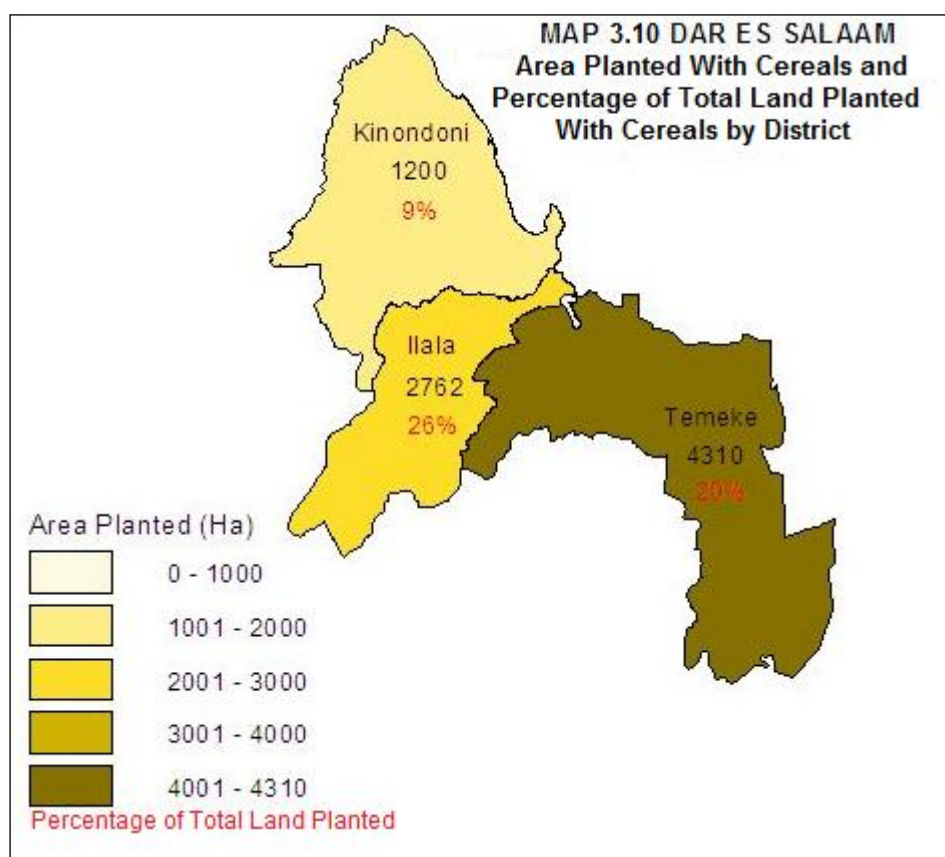 MAP 3.10 DAR ES SALAAM
Area Planted With Cereals and
Percentage of Total Land Planted
With Cereals by District
Kinondoni
1200
9%
Ilala
2762
26%
Temeke
4310
20%
Area Planted (Ha)
0 - 1000
1001 - 2000
2001 - 3000
3001 - 4000
4001 - 4310
Percentage of Total Land Planted